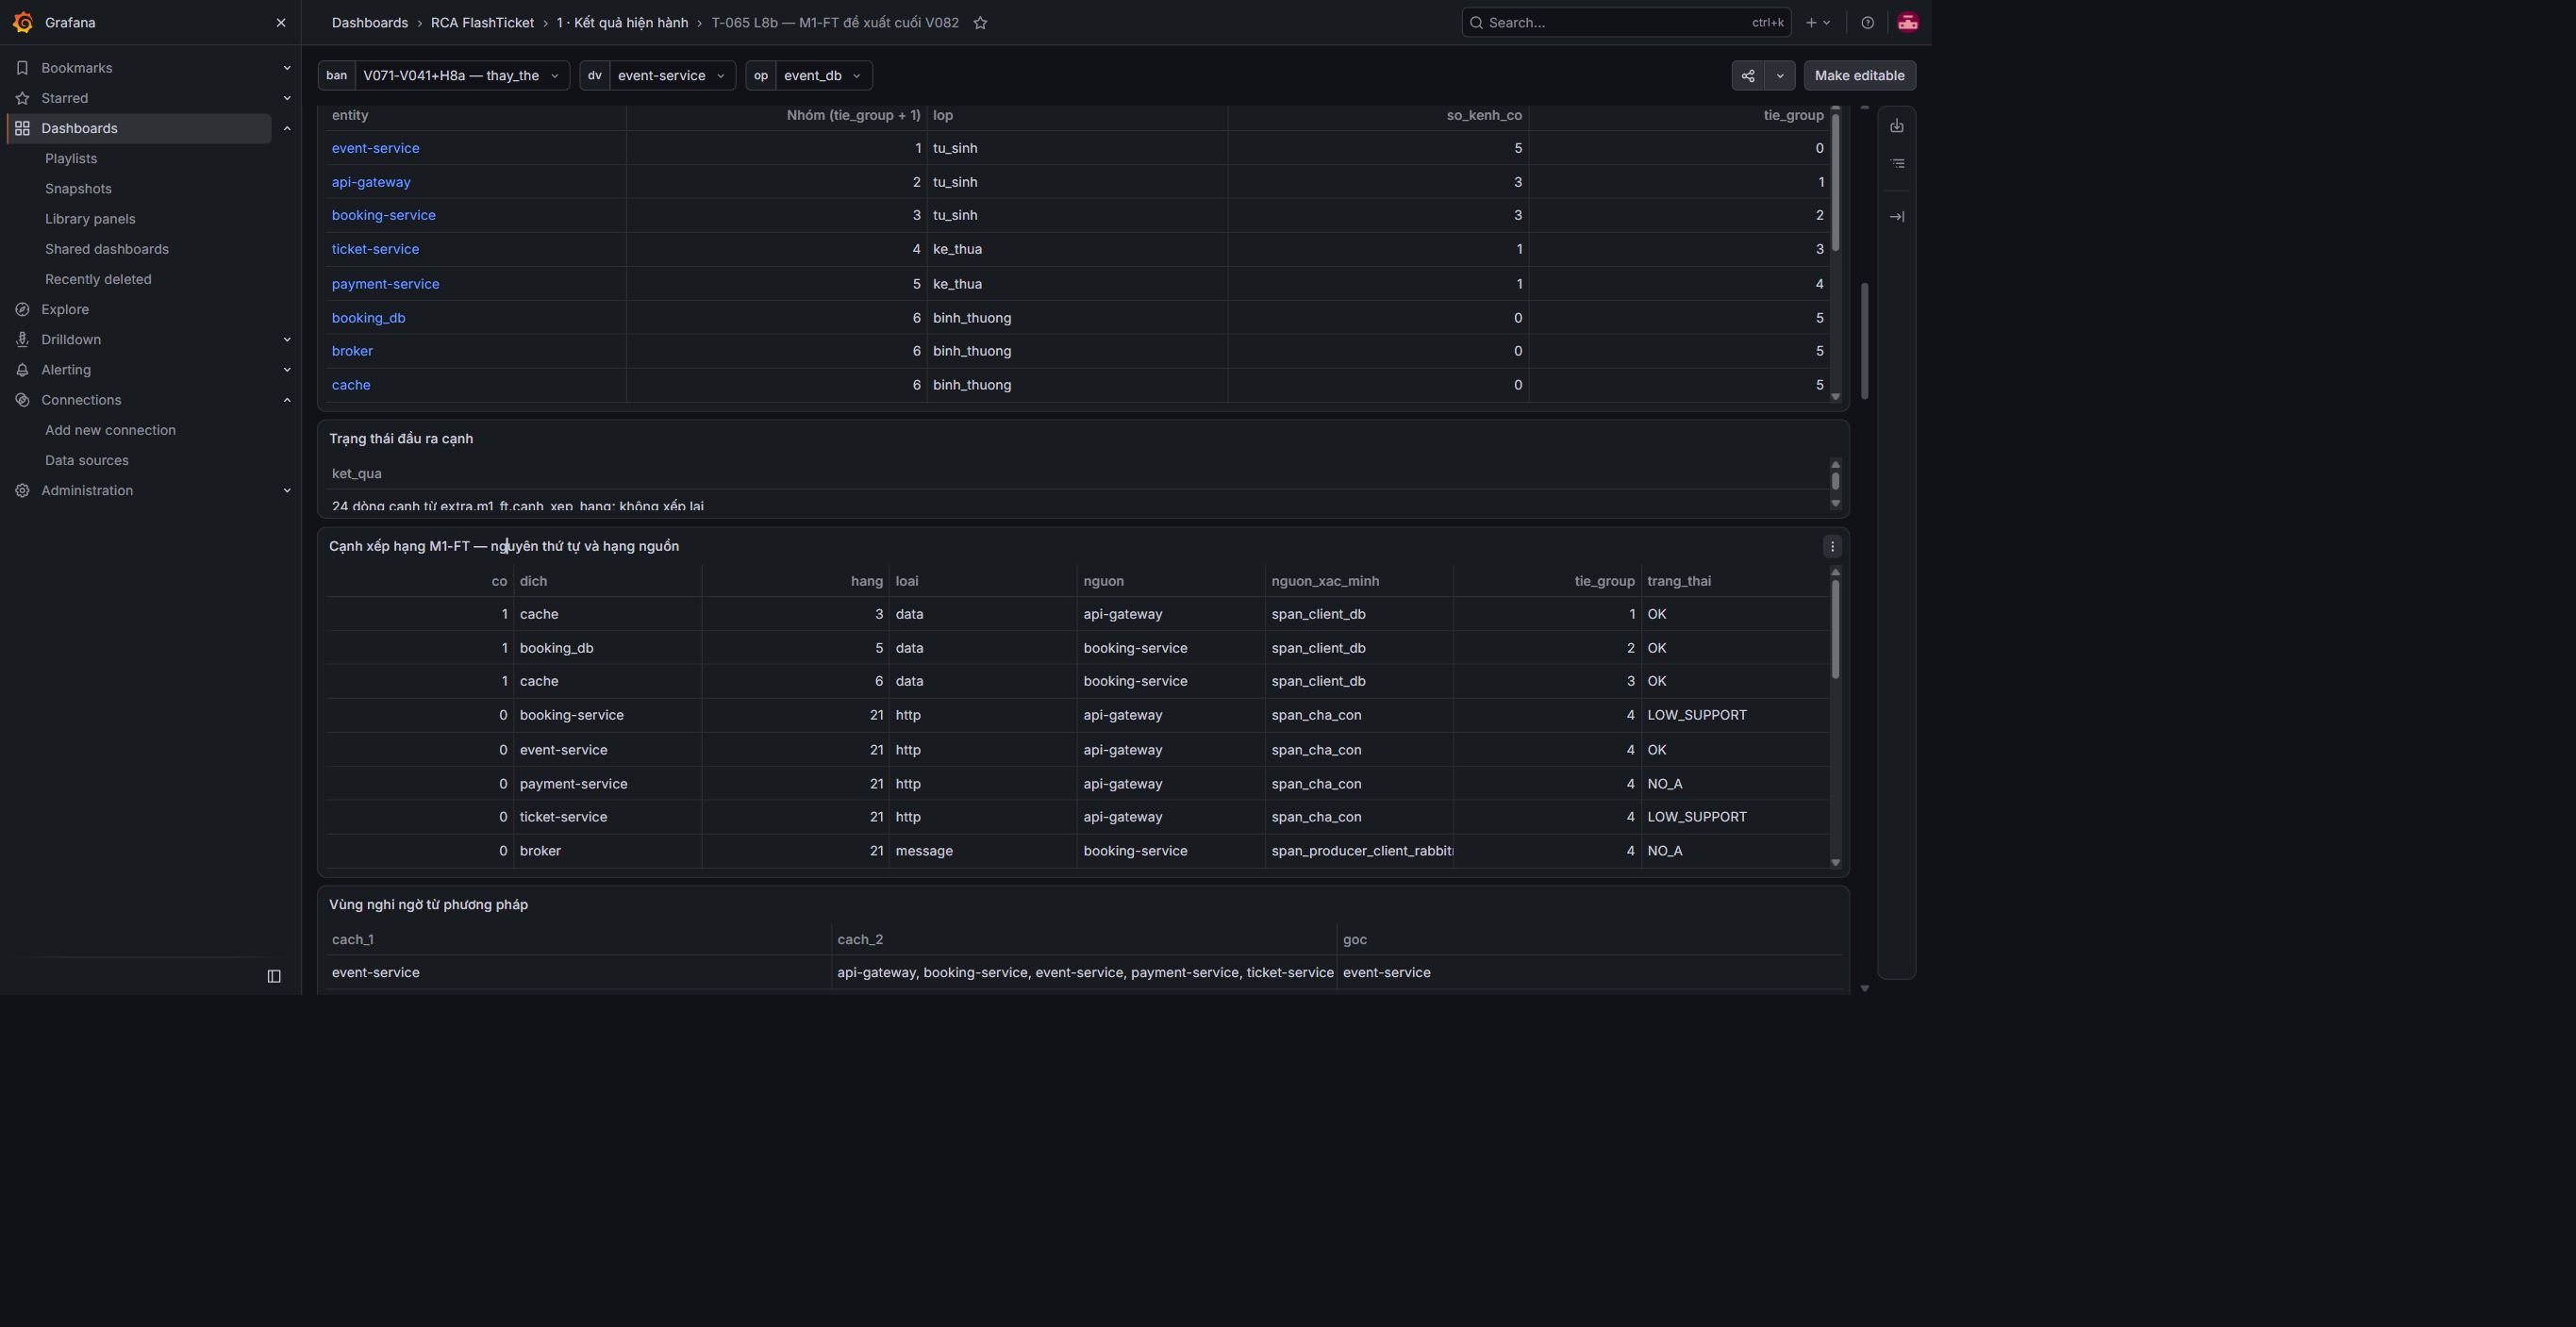 Grafana
Dashboards › RCA FlashTicket › 1 · Kết quả hiện hành › T-065 L8b — M1-FT đề xuất cuối V082
Search... ctrl+k
Bookmarks
Starred
Dashboards
Playlists
Snapshots
Library panels
Shared dashboards
Recently deleted
Explore
Drilldown
Alerting
Connections
Add new connection
Data sources
Administration
ban V071-V041+H8a — thay_the dv event-service op event_db Make editable
entity Nhóm (tie_group + 1) lop so_kenh_co tie_group
event-service 1 tu_sinh 5 0
api-gateway 2 tu_sinh 3 1
booking-service 3 tu_sinh 3 2
ticket-service 4 ke_thua 1 3
payment-service 5 ke_thua 1 4
booking_db 6 binh_thuong 0 5
broker 6 binh_thuong 0 5
cache 6 binh_thuong 0 5
Trạng thái đầu ra cạnh
ket_qua
24 dòng cạnh từ extra.m1_ft.canh_xep_hang; không xếp lại
Cạnh xếp hạng M1-FT — nguyên thứ tự và hạng nguồn
co dich hang loai nguon nguon_xac_minh tie_group trang_thai
1 cache 3 data api-gateway span_client_db 1 OK
1 booking_db 5 data booking-service span_client_db 2 OK
1 cache 6 data booking-service span_client_db 3 OK
0 booking-service 21 http api-gateway span_cha_con 4 LOW_SUPPORT
0 event-service 21 http api-gateway span_cha_con 4 OK
0 payment-service 21 http api-gateway span_cha_con 4 NO_A
0 ticket-service 21 http api-gateway span_cha_con 4 LOW_SUPPORT
0 broker 21 message booking-service span_producer_client_rabbit 4 NO_A
Vùng nghi ngờ từ phương pháp
cach_1 cach_2 goc
event-service api-gateway, booking-service, event-service, payment-service, ticket-service event-service